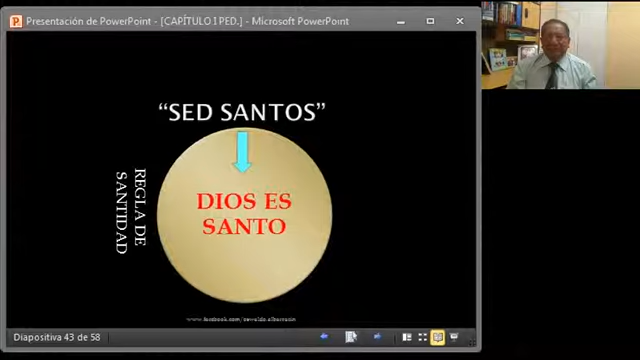 Presentación de PowerPoint - [CAPÍTULO I PED.] - Microsoft PowerPoint
“SED SANTOS”
REGLA DE
SANTIDAD
DIOS ES
SANTO
Diapositiva 43 de 58